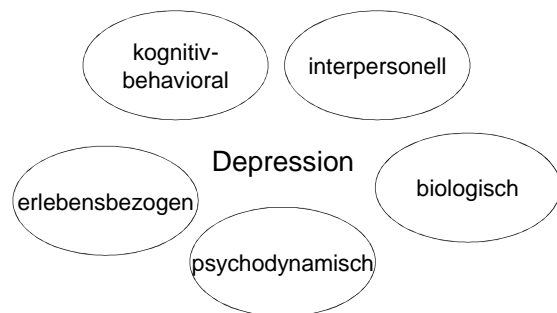 kognitiv-
behavioral
interpersonell
Depression
biologisch
erlebensbezogen
psychodynamisch